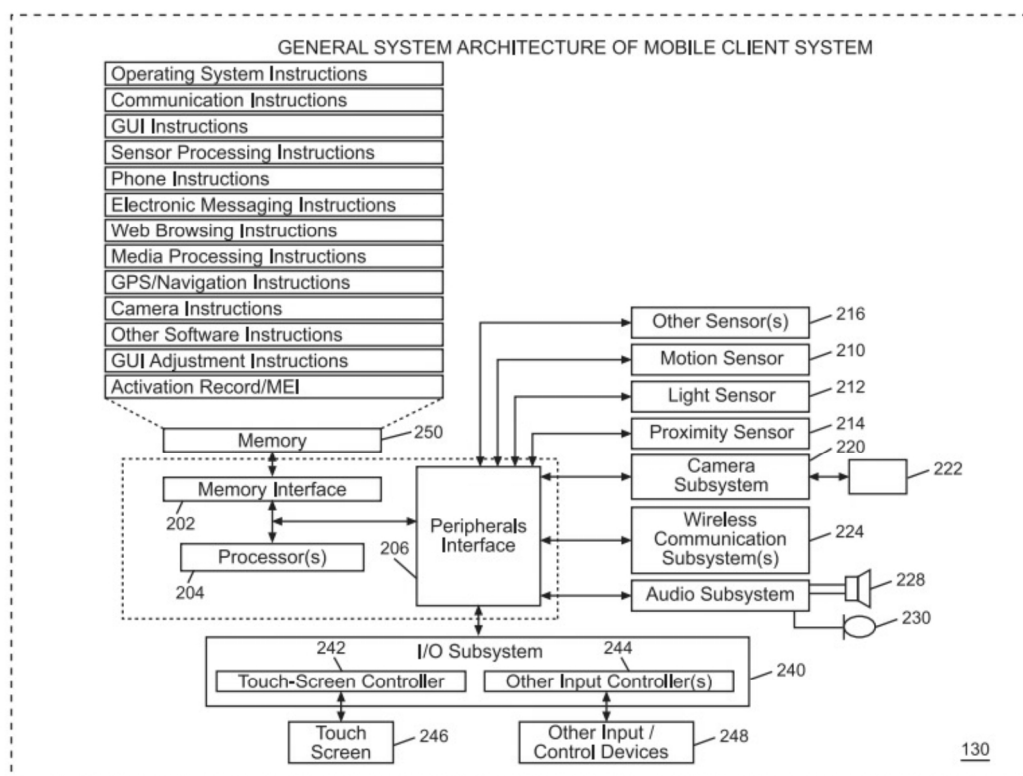 GENERAL SYSTEM ARCHITECTURE OF MOBILE CLIENT SYSTEM
Operating System Instructions
Communication Instructions
GUI Instructions
Sensor Processing Instructions
Phone Instructions
Electronic Messaging Instructions
Web Browsing Instructions
Media Processing Instructions
GPS/Navigation Instructions
Camera Instructions
Other Software Instructions
GUI Adjustment Instructions
Activation Record/MEI
Memory
250
Memory Interface
202
Processor(s)
204
206
Peripherals
Interface
Other Sensor(s)
216
Motion Sensor
210
Light Sensor
212
Proximity Sensor
214
220
Camera
Subsystem
222
Wireless
Communication
Subsystem(s)
224
Audio Subsystem
228
230
242
I/O Subsystem
244
Touch-Screen Controller
Other Input Controller(s)
240
Touch
Screen
246
Other Input /
Control Devices
248
130